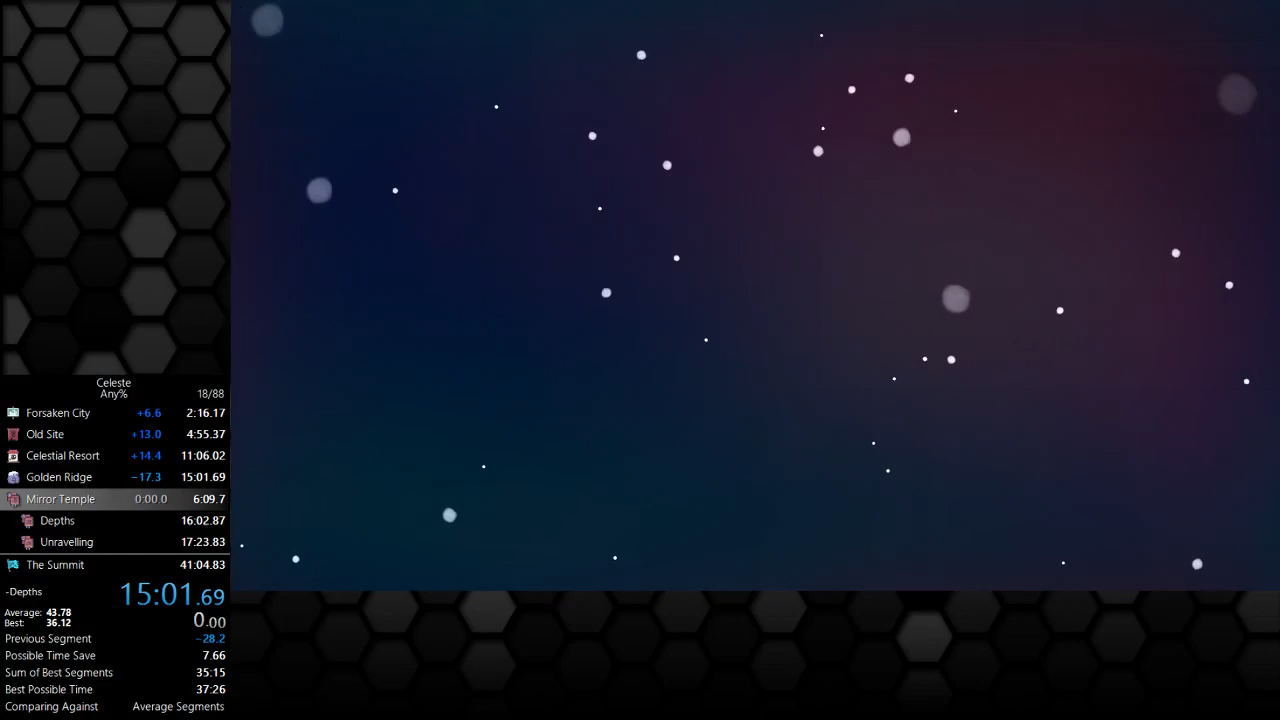 Celeste
Any% 18/88
Forsaken City +6.6 2:16.17
Old Site +13.0 4:55.37
Celestial Resort +14.4 11:06.02
Golden Ridge −17.3 15:01.69
Mirror Temple 0:00.0 6:09.7
Depths 16:02.87
Unravelling 17:23.83
The Summit 41:04.83
-Depths 15:01.69
Average: 43.78
Best: 36.12 0.00
Previous Segment −28.2
Possible Time Save 7.66
Sum of Best Segments 35:15
Best Possible Time 37:26
Comparing Against Average Segments